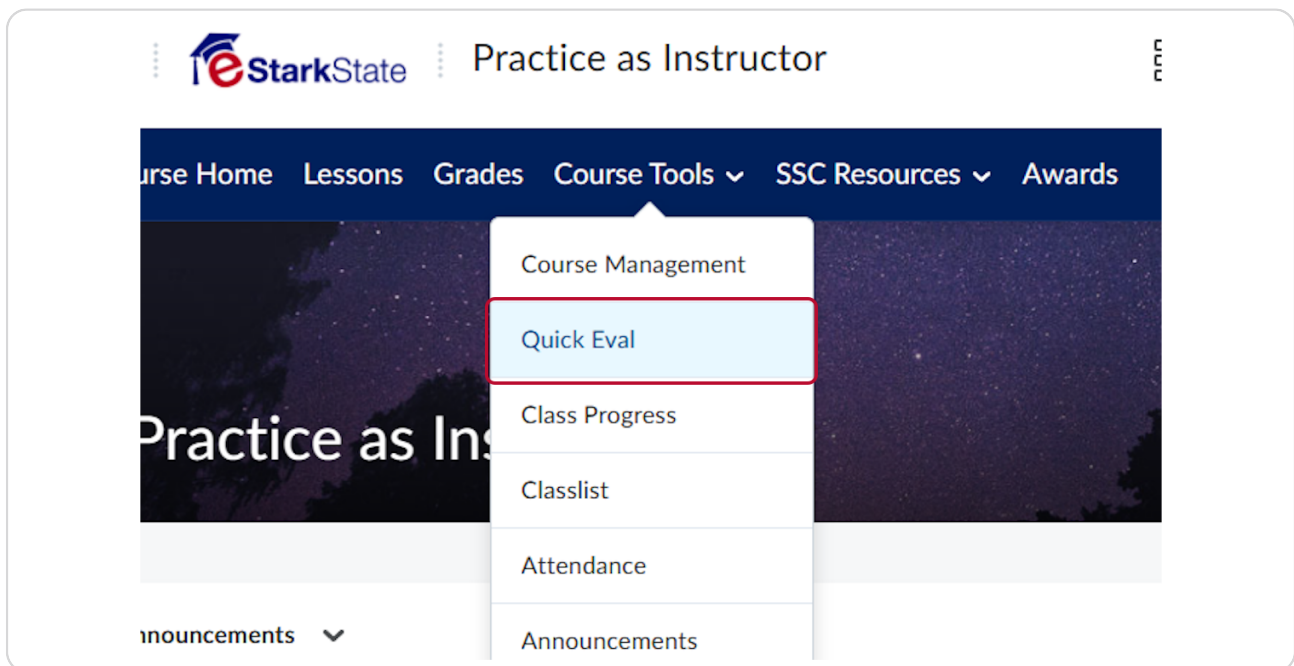 eStarkState Practice as Instructor
urse Home Lessons Grades Course Tools SSC Resources Awards
Course Management
Quick Eval
Practice as Ins
Class Progress
Classlist
Attendance
nnouncements
Announcements